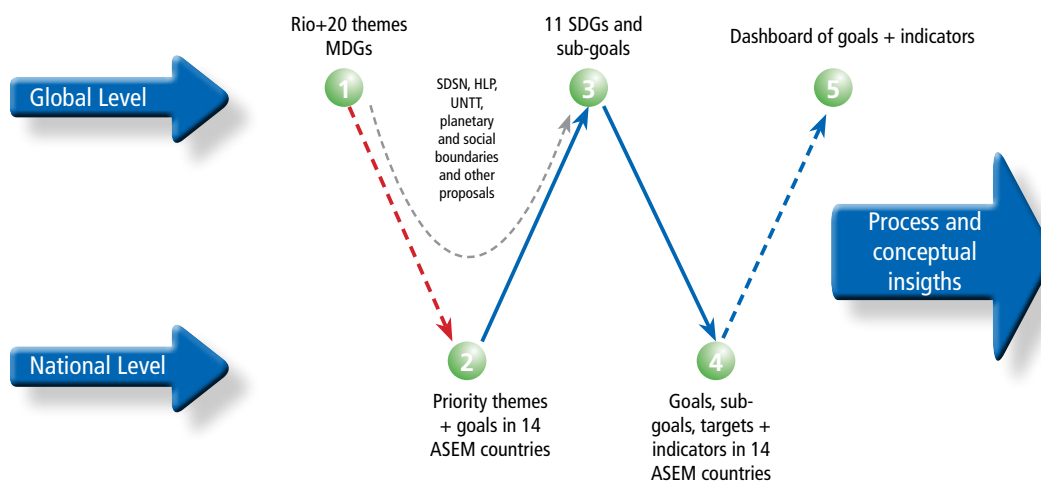 Rio+20 themes
MDGs
11 SDGs and
sub-goals
Dashboard of goals + indicators
Global Level
1
SDSN, HLP,
UNTT,
planetary
and social
boundaries
and other
proposals
3
5
Process and
conceptual
insigths
National Level
2
4
Priority themes
+ goals in 14
ASEM countries
Goals, sub-
goals, targets +
indicators in 14
ASEM countries